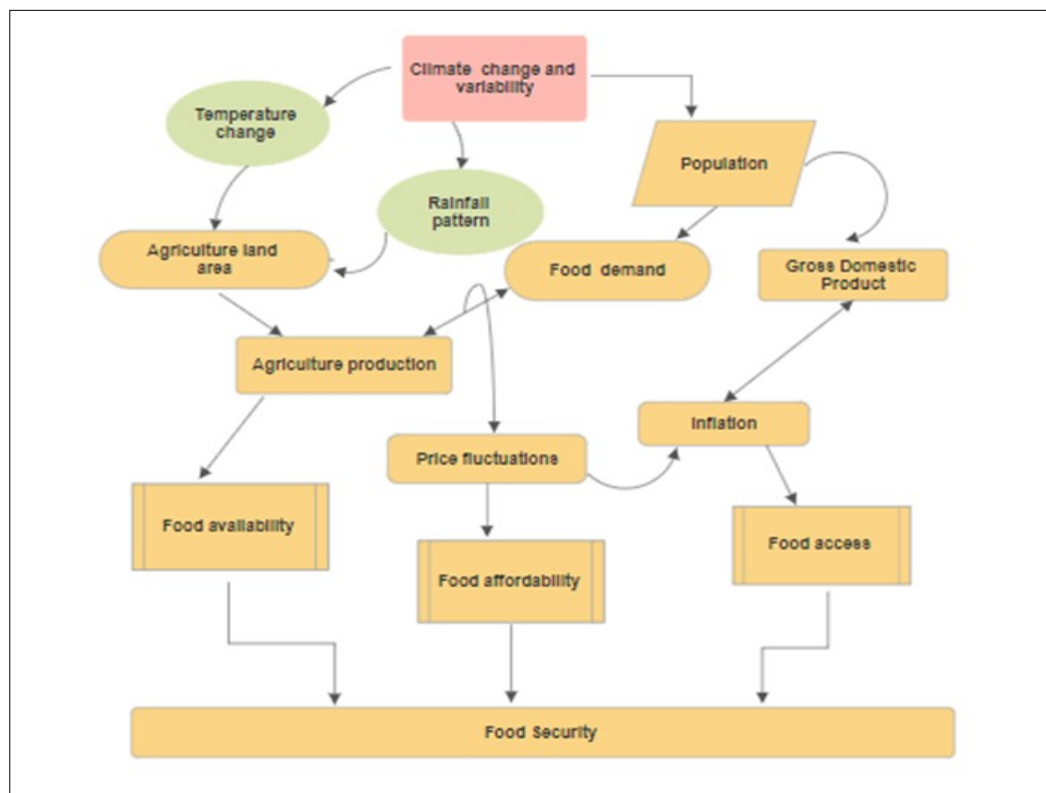 Climate change and
variability
Temperature
change
Population
Rainfall
pattern
Agriculture land
area
Food demand
Gross Domestic
Product
Agriculture production
Inflation
Price fluctuations
Food availability
Food affordability
Food access
Food Security